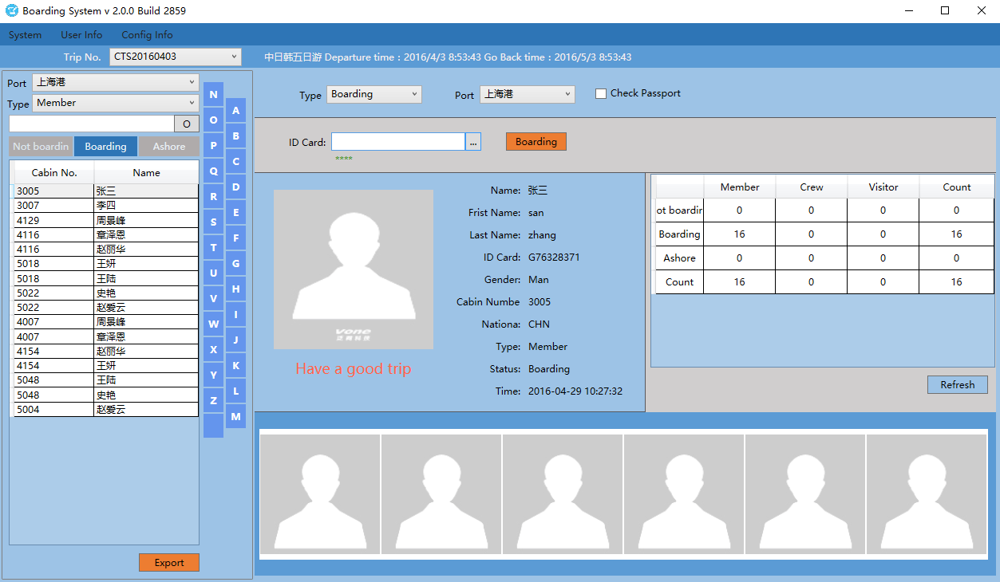 Boarding System v 2.0.0 Build 2859
System User Info Config Info
Trip No. CTS20160403 中日韩五日游 Departure time : 2016/4/3 8:53:43 Go Back time : 2016/5/3 8:53:43
Port 上海港
Type Member
O
Not boardin Boarding Ashore
Cabin No. Name
3005 张三
3007 李四
4129 周景峰
4116 章泽恩
4116 赵丽华
5018 王妍
5018 王陆
5022 史艳
5022 赵爱云
4007 周景峰
4007 章泽恩
4154 赵丽华
4154 王妍
5048 王陆
5048 史艳
5004 赵爱云
Export
N
O
P
Q
R
S
T
U
V
W
X
Y
Z
A
B
C
D
E
F
G
H
I
J
K
L
M
Type Boarding Port 上海港 Check Passport
ID Card: ... Boarding
****
Vone
Have a good trip
Name: 张三
Frist Name: san
Last Name: zhang
ID Card: G76328371
Gender: Man
Cabin Numbe 3005
Nationa: CHN
Type: Member
Status: Boarding
Time: 2016-04-29 10:27:32
Member Crew Visitor Count
ot boardir 0 0 0 0
Boarding 16 0 0 16
Ashore 0 0 0 0
Count 16 0 0 16
Refresh